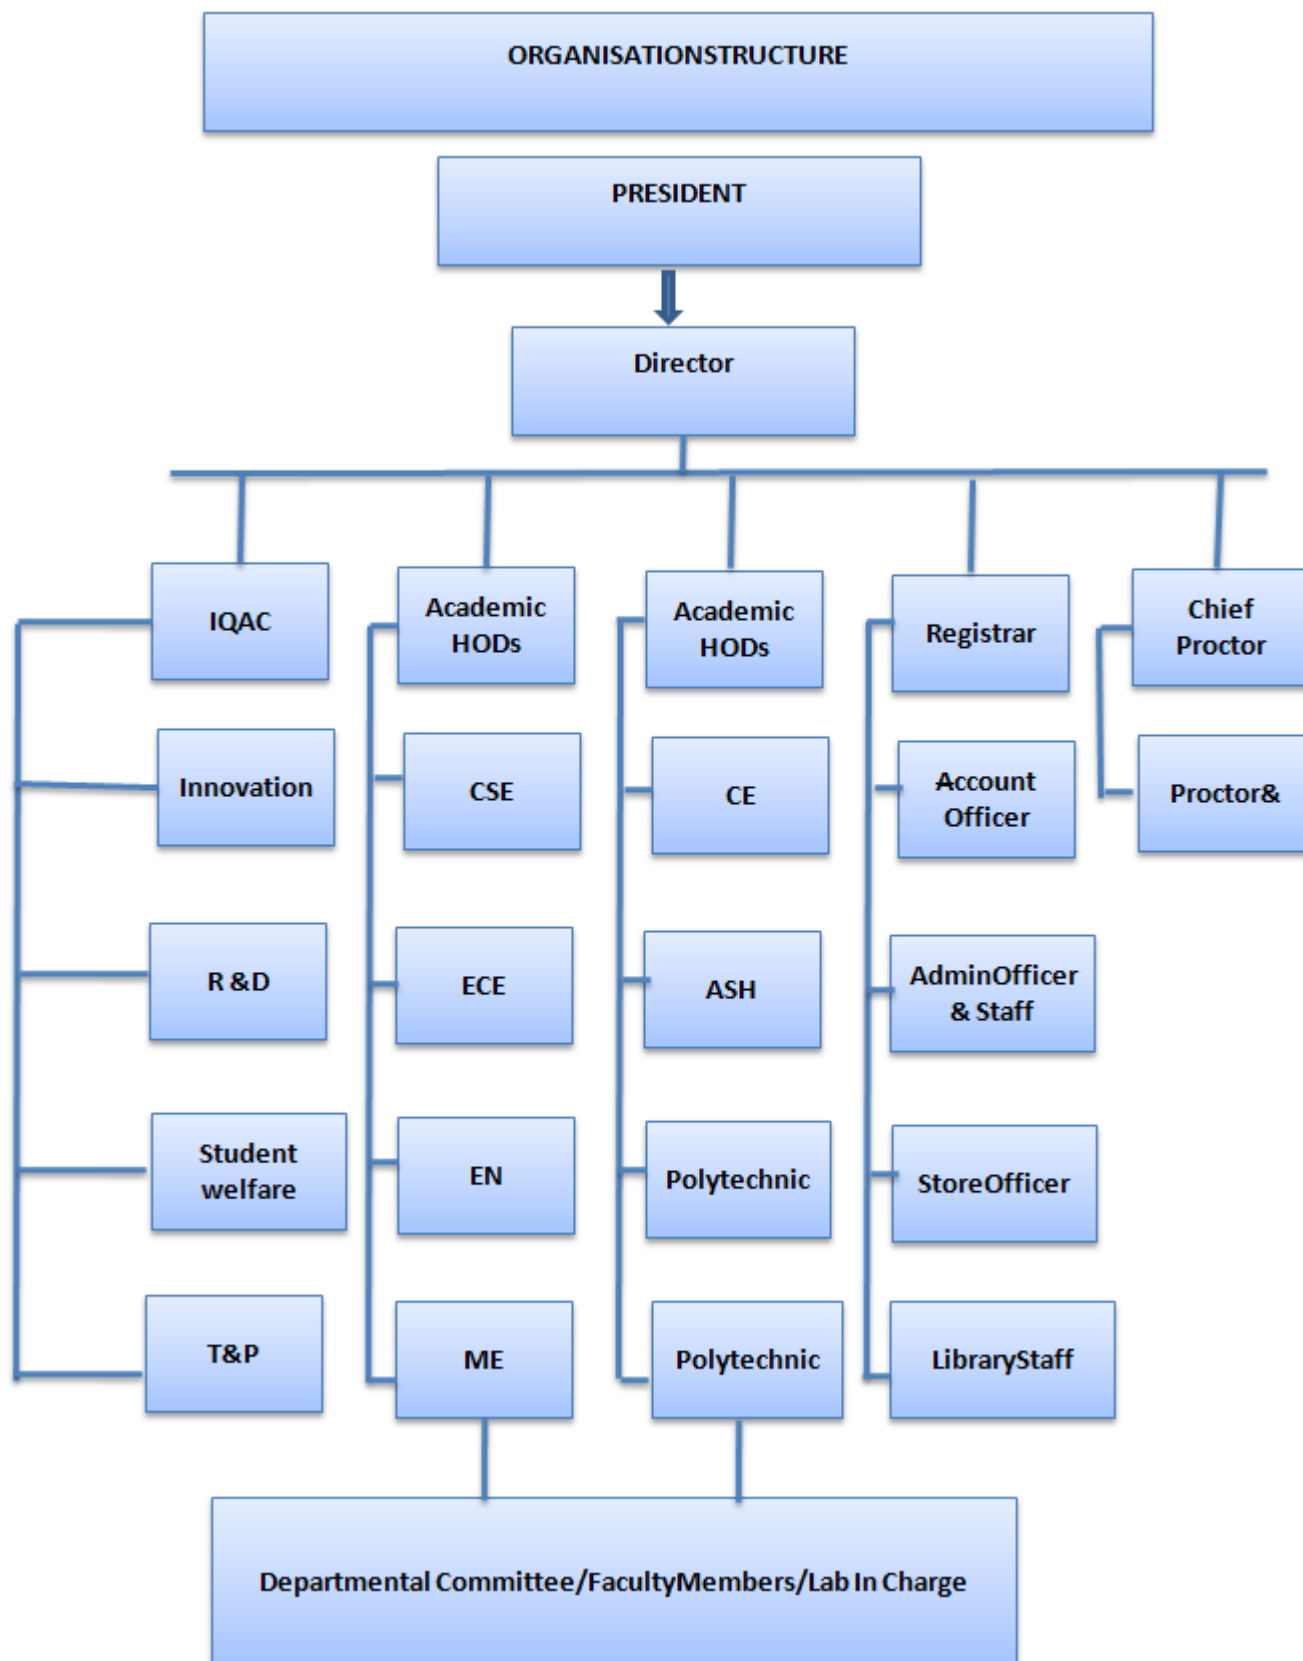 ORGANISATIONSTRUCTURE
PRESIDENT
Director
IQAC
Academic
HODs
Academic
HODs
Registrar
Chief
Proctor
Innovation
CSE
CE
Account
Officer
Proctor&
R &D
ECE
ASH
AdminOfficer
& Staff
Student
welfare
EN
Polytechnic
StoreOfficer
T&P
ME
Polytechnic
LibraryStaff
Departmental Committee/FacultyMembers/Lab In Charge